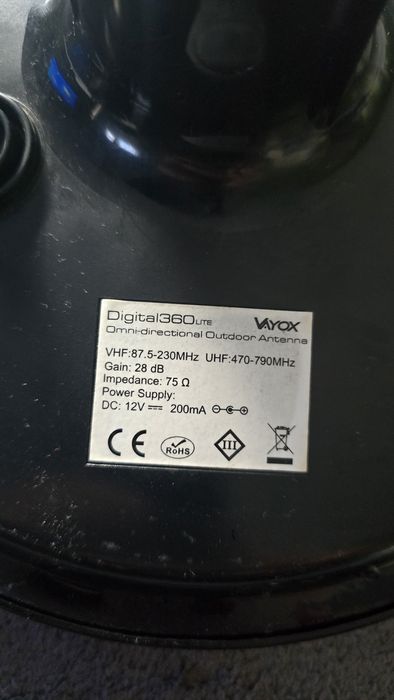 Digital360LITE VAYOX
Omni-directional Outdoor Antenna
VHF:87.5-230MHz UHF:470-790MHz
Gain: 28 dB
Impedance: 75 Ω
Power Supply:
DC: 12V ⎓ 200mA
CE RoHS III